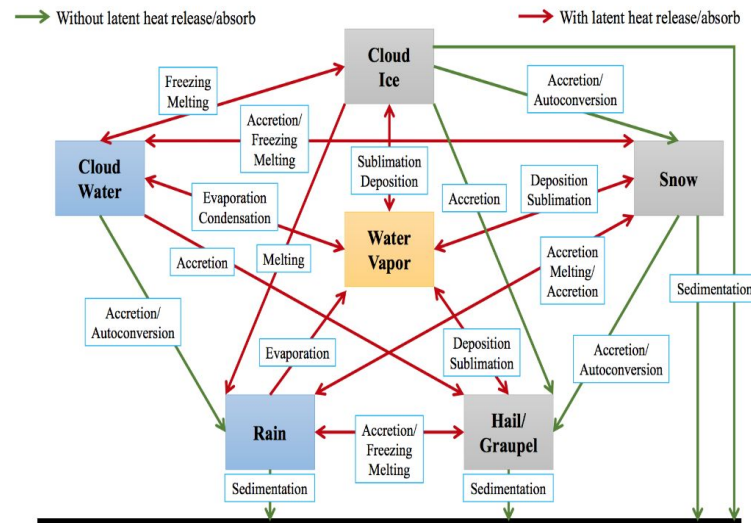 Without latent heat release/absorb
With latent heat release/absorb
Cloud
Ice
Freezing
Melting
Accretion/
Autoconversion
Accretion/
Freezing
Melting
Cloud
Water
Sublimation
Deposition
Snow
Evaporation
Condensation
Accretion
Deposition
Sublimation
Water
Vapor
Accretion
Melting
Accretion
Melting/
Accretion
Sedimentation
Accretion/
Autoconversion
Evaporation
Deposition
Sublimation
Accretion/
Autoconversion
Rain
Accretion/
Freezing
Melting
Hail/
Graupel
Sedimentation
Sedimentation